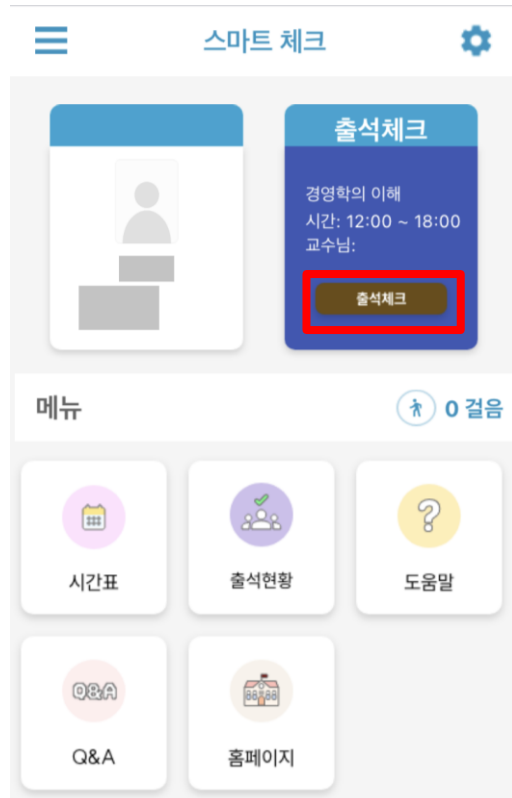 스마트 체크
출석체크
경영학의 이해
시간: 12:00 ~ 18:00
교수님:
출석체크
메뉴
0 걸음
시간표
출석현황
도움말
Q&A
Q&A
홈페이지